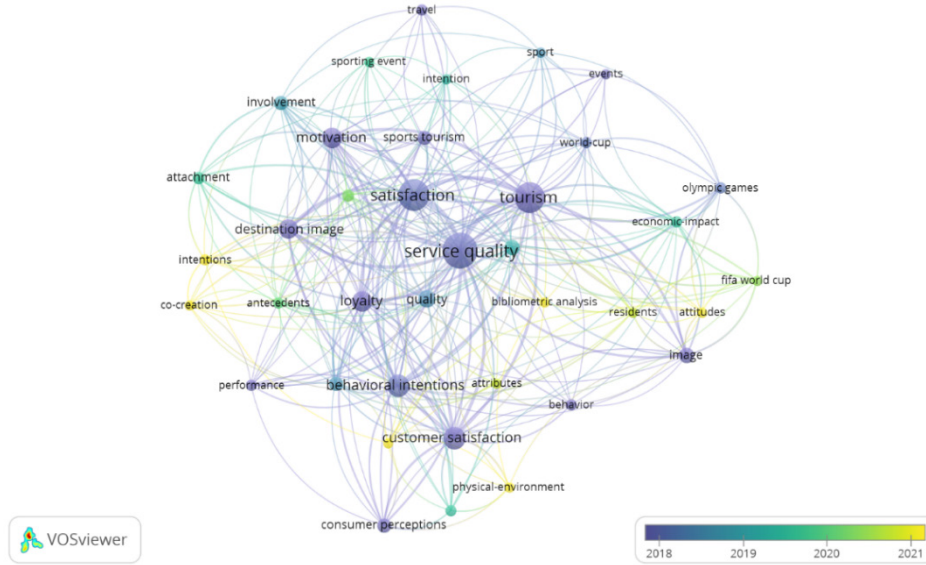 travel
sport
sporting event
events
intention
involvement
motivation
sports tourism
world-cup
attachment
olympic games
satisfaction
tourism
economic-impact
destination image
service quality
intentions
fifa world cup
co-creation
antecedents
loyalty
quality
bibliometric analysis
residents
attitudes
image
performance
behavioral intentions
attributes
behavior
customer satisfaction
physical-environment
consumer perceptions
VOSviewer
2018 2019 2020 2021